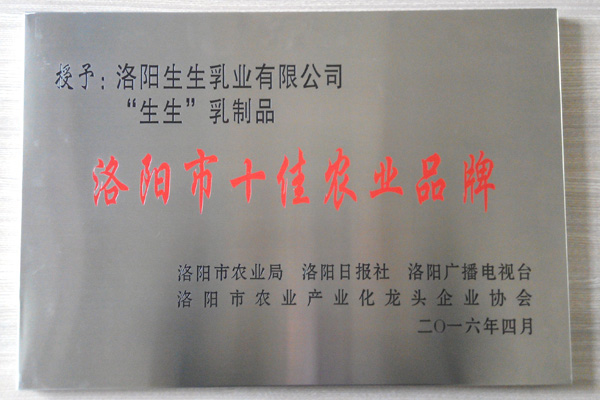 授予：洛阳生生乳业有限公司
“生生”乳制品
洛阳市十佳农业品牌
洛阳市农业局 洛阳日报社 洛阳广播电视台
洛阳市农业产业化龙头企业协会
二〇一六年四月